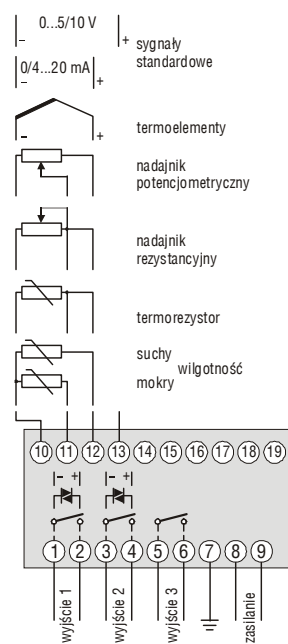 0...5/10 V
– +
sygnały
standardowe
0/4...20 mA
– +
termoelementy
– +
nadajnik
potencjometryczny
nadajnik
rezystancyjny
termorezystor
suchy
wilgotność
mokry
10 11 12 13 14 15 16 17 18 19
– + – +
1 2 3 4 5 6 7 8 9
wyjście 1
wyjście 2
wyjście 3
zasilanie